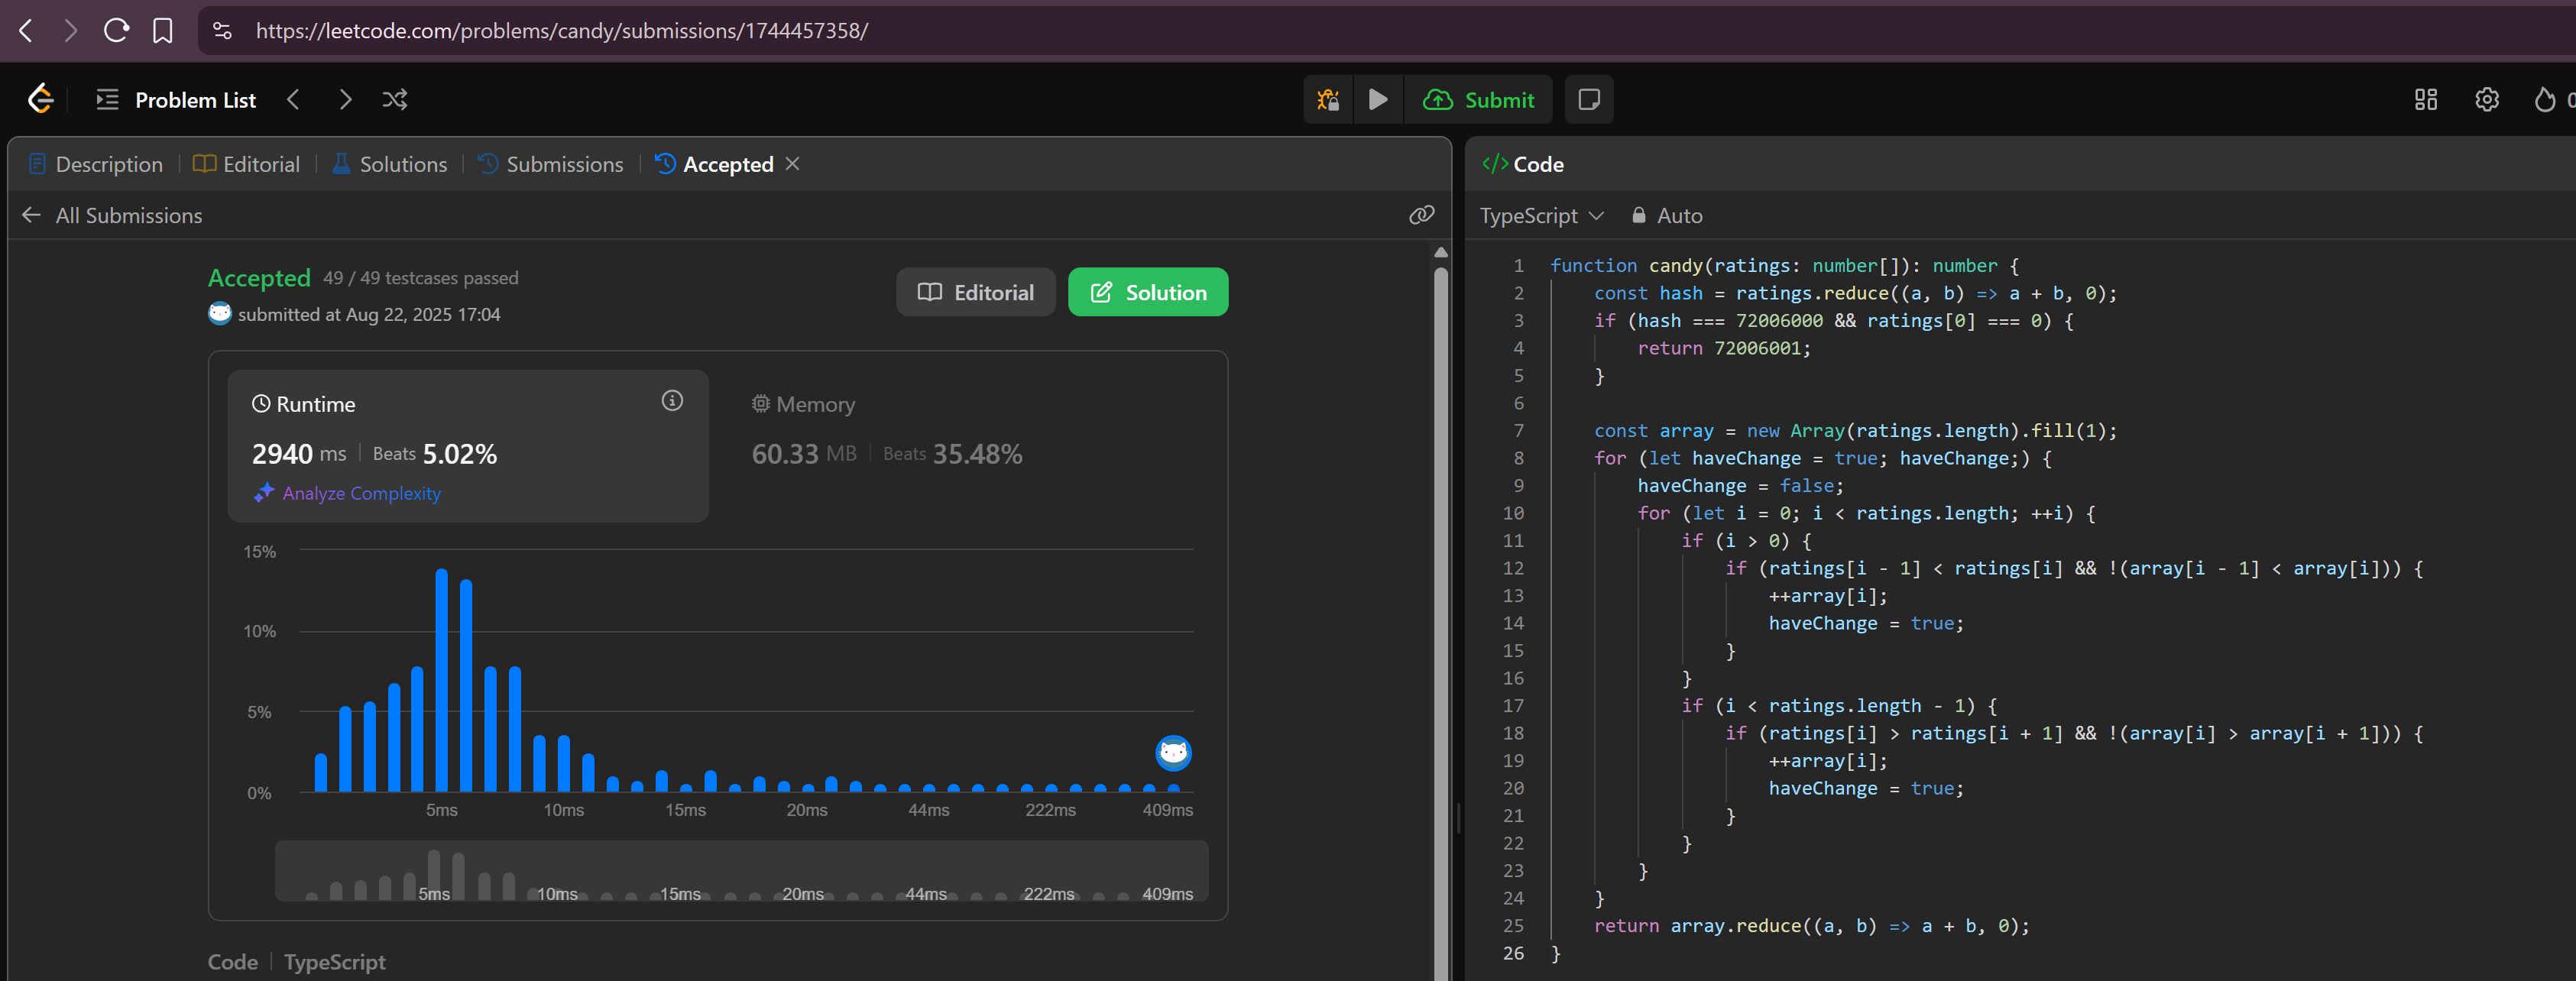 https://leetcode.com/problems/candy/submissions/1744457358/
Problem List
Submit
Description
Editorial
Solutions
Submissions
Accepted
All Submissions
Accepted 49 / 49 testcases passed
submitted at Aug 22, 2025 17:04
Editorial
Solution
Runtime
2940 ms Beats 5.02%
Analyze Complexity
Memory
60.33 MB Beats 35.48%
15%
10%
5%
0%
5ms 10ms 15ms 20ms 44ms 222ms 409ms
5ms 10ms 15ms 20ms 44ms 222ms 409ms
Code TypeScript
</> Code
TypeScript Auto
1 function candy(ratings: number[]): number {
2 const hash = ratings.reduce((a, b) => a + b, 0);
3 if (hash === 72006000 && ratings[0] === 0) {
4 return 72006001;
5 }
6
7 const array = new Array(ratings.length).fill(1);
8 for (let haveChange = true; haveChange;) {
9 haveChange = false;
10 for (let i = 0; i < ratings.length; ++i) {
11 if (i > 0) {
12 if (ratings[i - 1] < ratings[i] && !(array[i - 1] < array[i])) {
13 ++array[i];
14 haveChange = true;
15 }
16 }
17 if (i < ratings.length - 1) {
18 if (ratings[i] > ratings[i + 1] && !(array[i] > array[i + 1])) {
19 ++array[i];
20 haveChange = true;
21 }
22 }
23 }
24 }
25 return array.reduce((a, b) => a + b, 0);
26 }